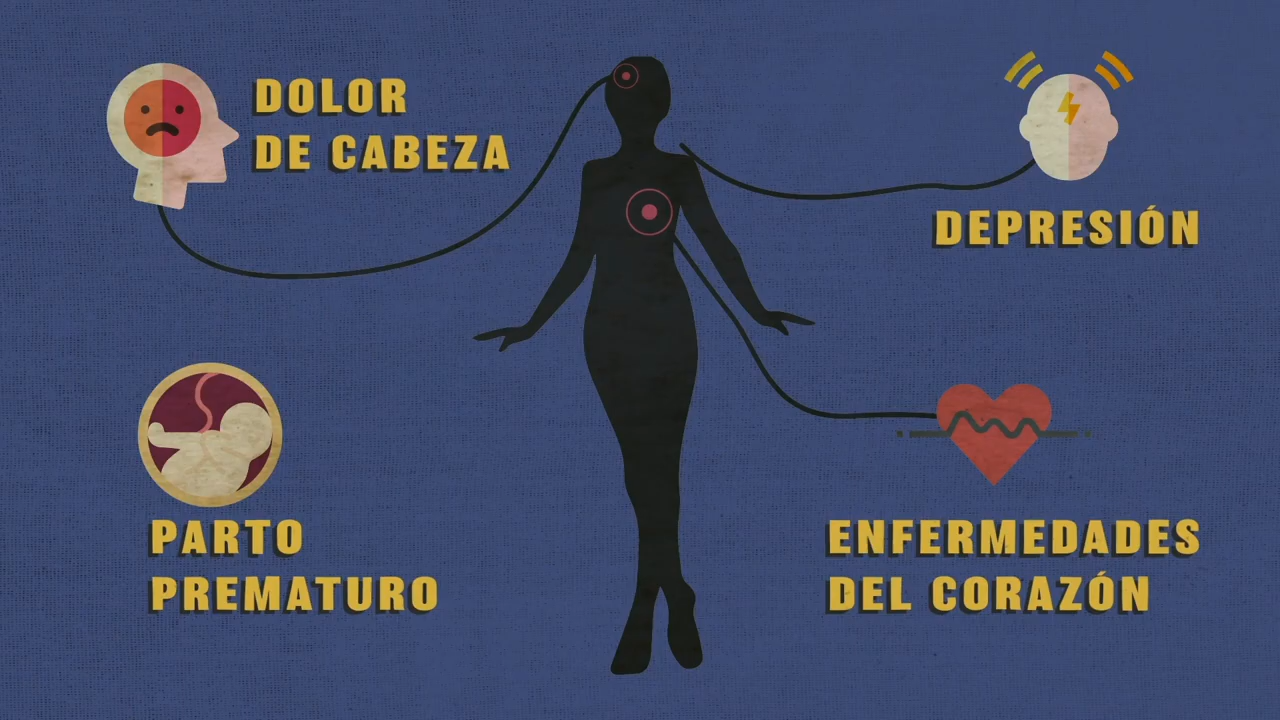 DOLOR
DE CABEZA
DEPRESIÓN
PARTO
PREMATURO
ENFERMEDADES
DEL CORAZÓN